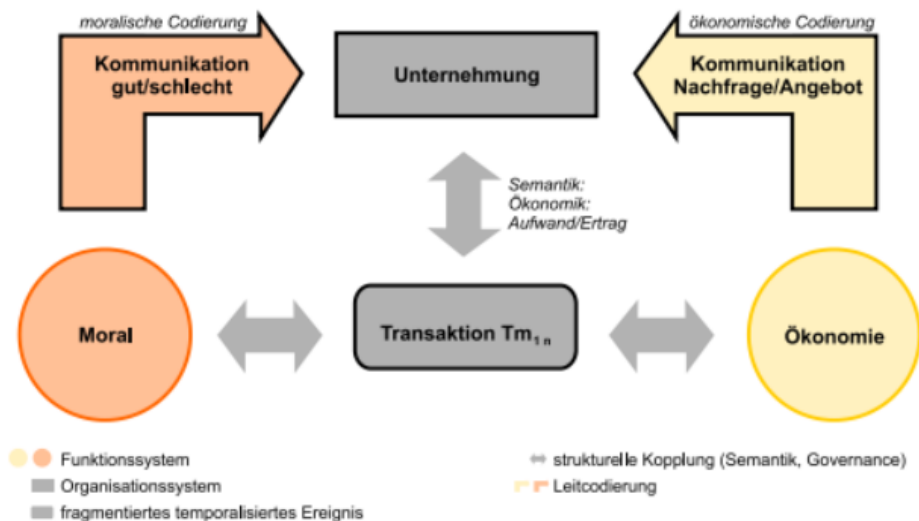 moralische Codierung
ökonomische Codierung
Kommunikation
gut/schlecht
Unternehmung
Kommunikation
Nachfrage/Angebot
Semantik:
Ökonomik:
Aufwand/Ertrag
Moral
Transaktion Tm1 n
Ökonomie
Funktionssystem
Organisationssystem
fragmentiertes temporalisiertes Ereignis
strukturelle Kopplung (Semantik, Governance)
Leitcodierung